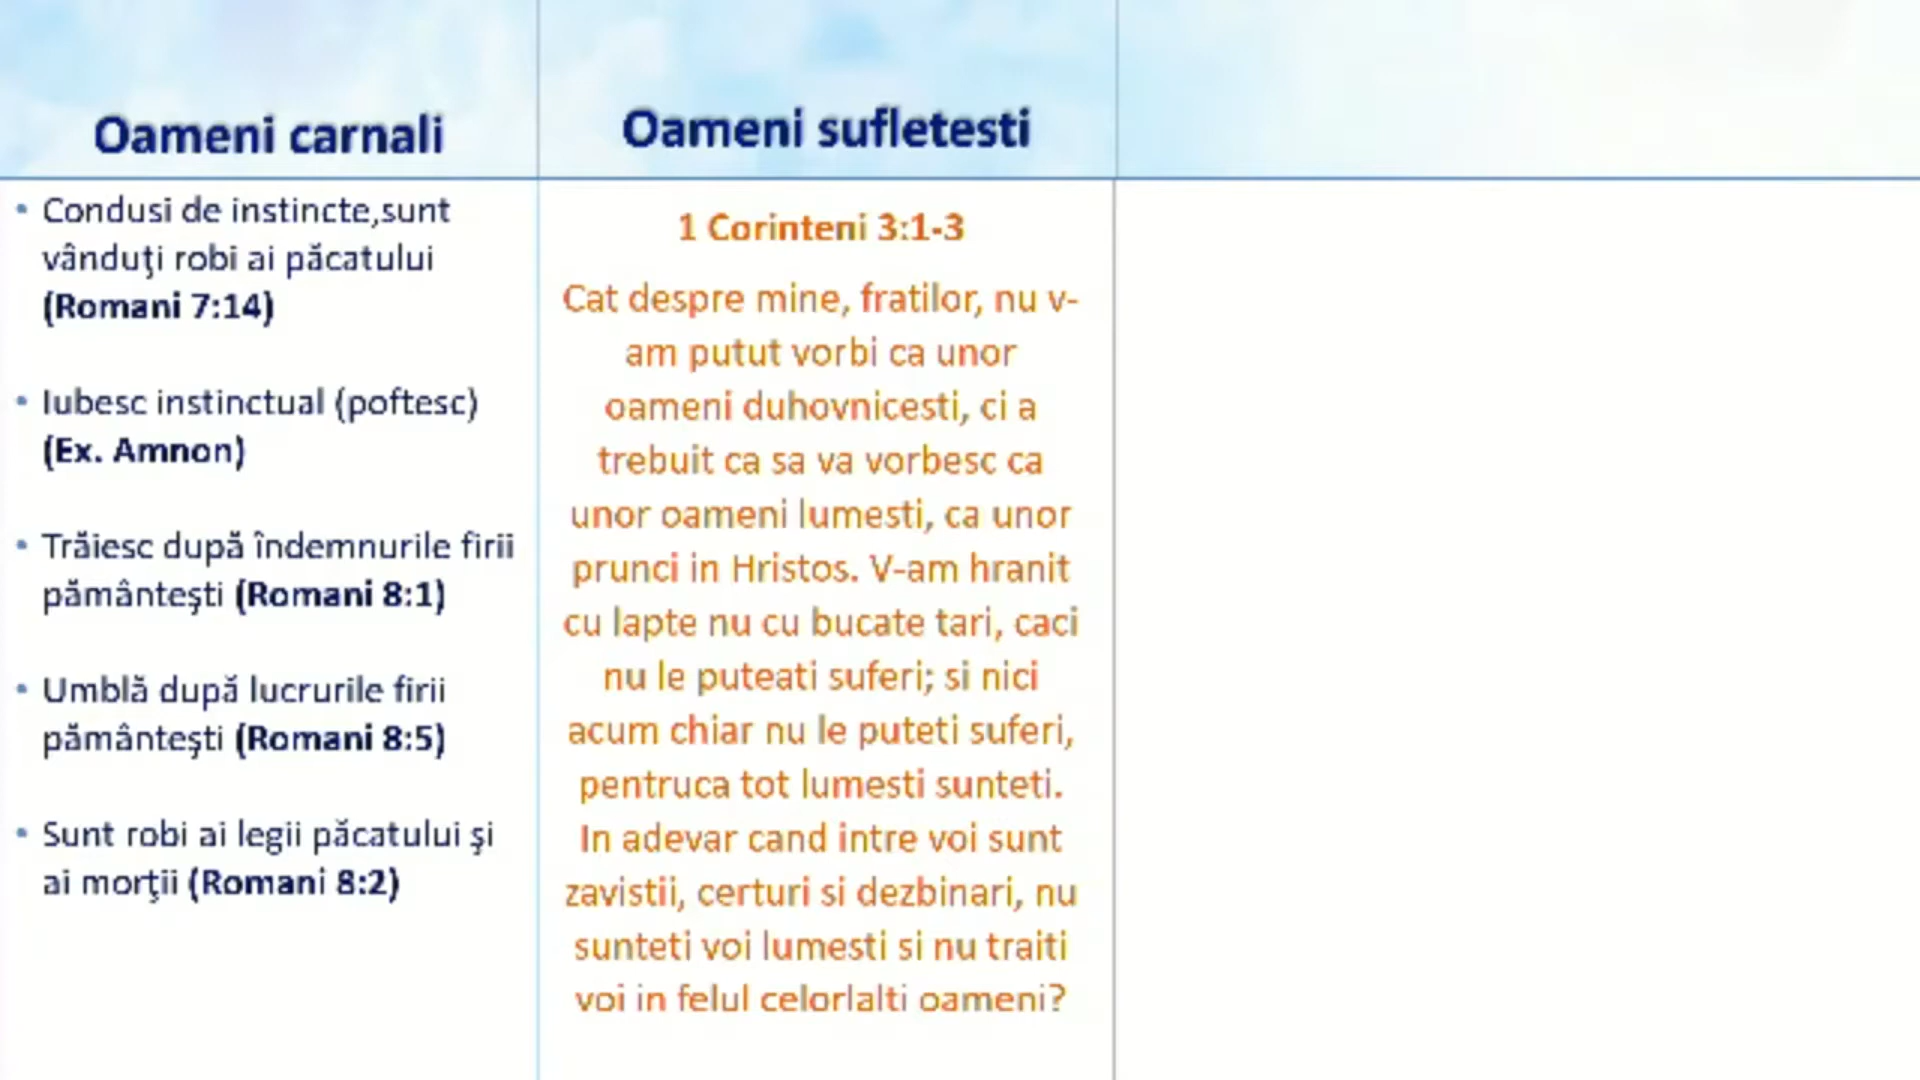 Oameni carnali
• Condusi de instincte,sunt
vânduţi robi ai păcatului
(Romani 7:14)
• Iubesc instinctual (poftesc)
(Ex. Amnon)
• Trăiesc după îndemnurile firii
pământeşti (Romani 8:1)
• Umblă după lucrurile firii
pământeşti (Romani 8:5)
• Sunt robi ai legii păcatului şi
ai morţii (Romani 8:2)
Oameni sufletesti
1 Corinteni 3:1-3
Cat despre mine, fratilor, nu v-
am putut vorbi ca unor
oameni duhovnicesti, ci a
trebuit ca sa va vorbesc ca
unor oameni lumesti, ca unor
prunci in Hristos. V-am hranit
cu lapte nu cu bucate tari, caci
nu le puteati suferi; si nici
acum chiar nu le puteti suferi,
pentruca tot lumesti sunteti.
In adevar cand intre voi sunt
zavistii, certuri si dezbinari, nu
sunteti voi lumesti si nu traiti
voi in felul celorlalti oameni?